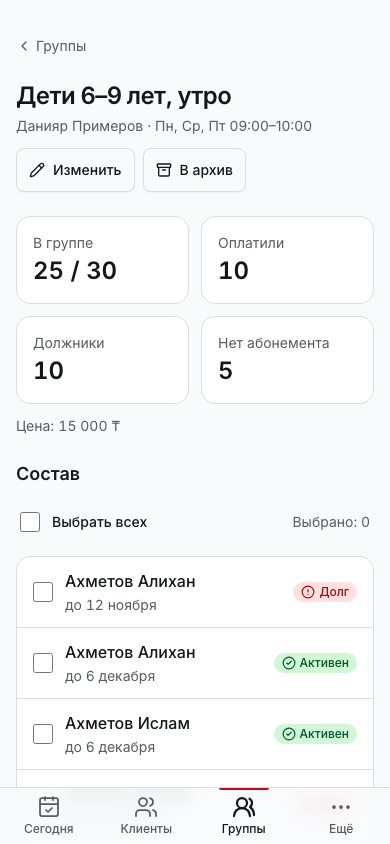 Группы
Дети 6–9 лет, утро
Данияр Примеров · Пн, Ср, Пт 09:00–10:00
Изменить
В архив
В группе
25 / 30
Оплатили
10
Должники
10
Нет абонемента
5
Цена: 15 000 ₸
Состав
Выбрать всех
Выбрано: 0
Ахметов Алихан
до 12 ноября
Долг
Ахметов Алихан
до 6 декабря
Активен
Ахметов Ислам
до 6 декабря
Активен
Сегодня
Клиенты
Группы
Ещё